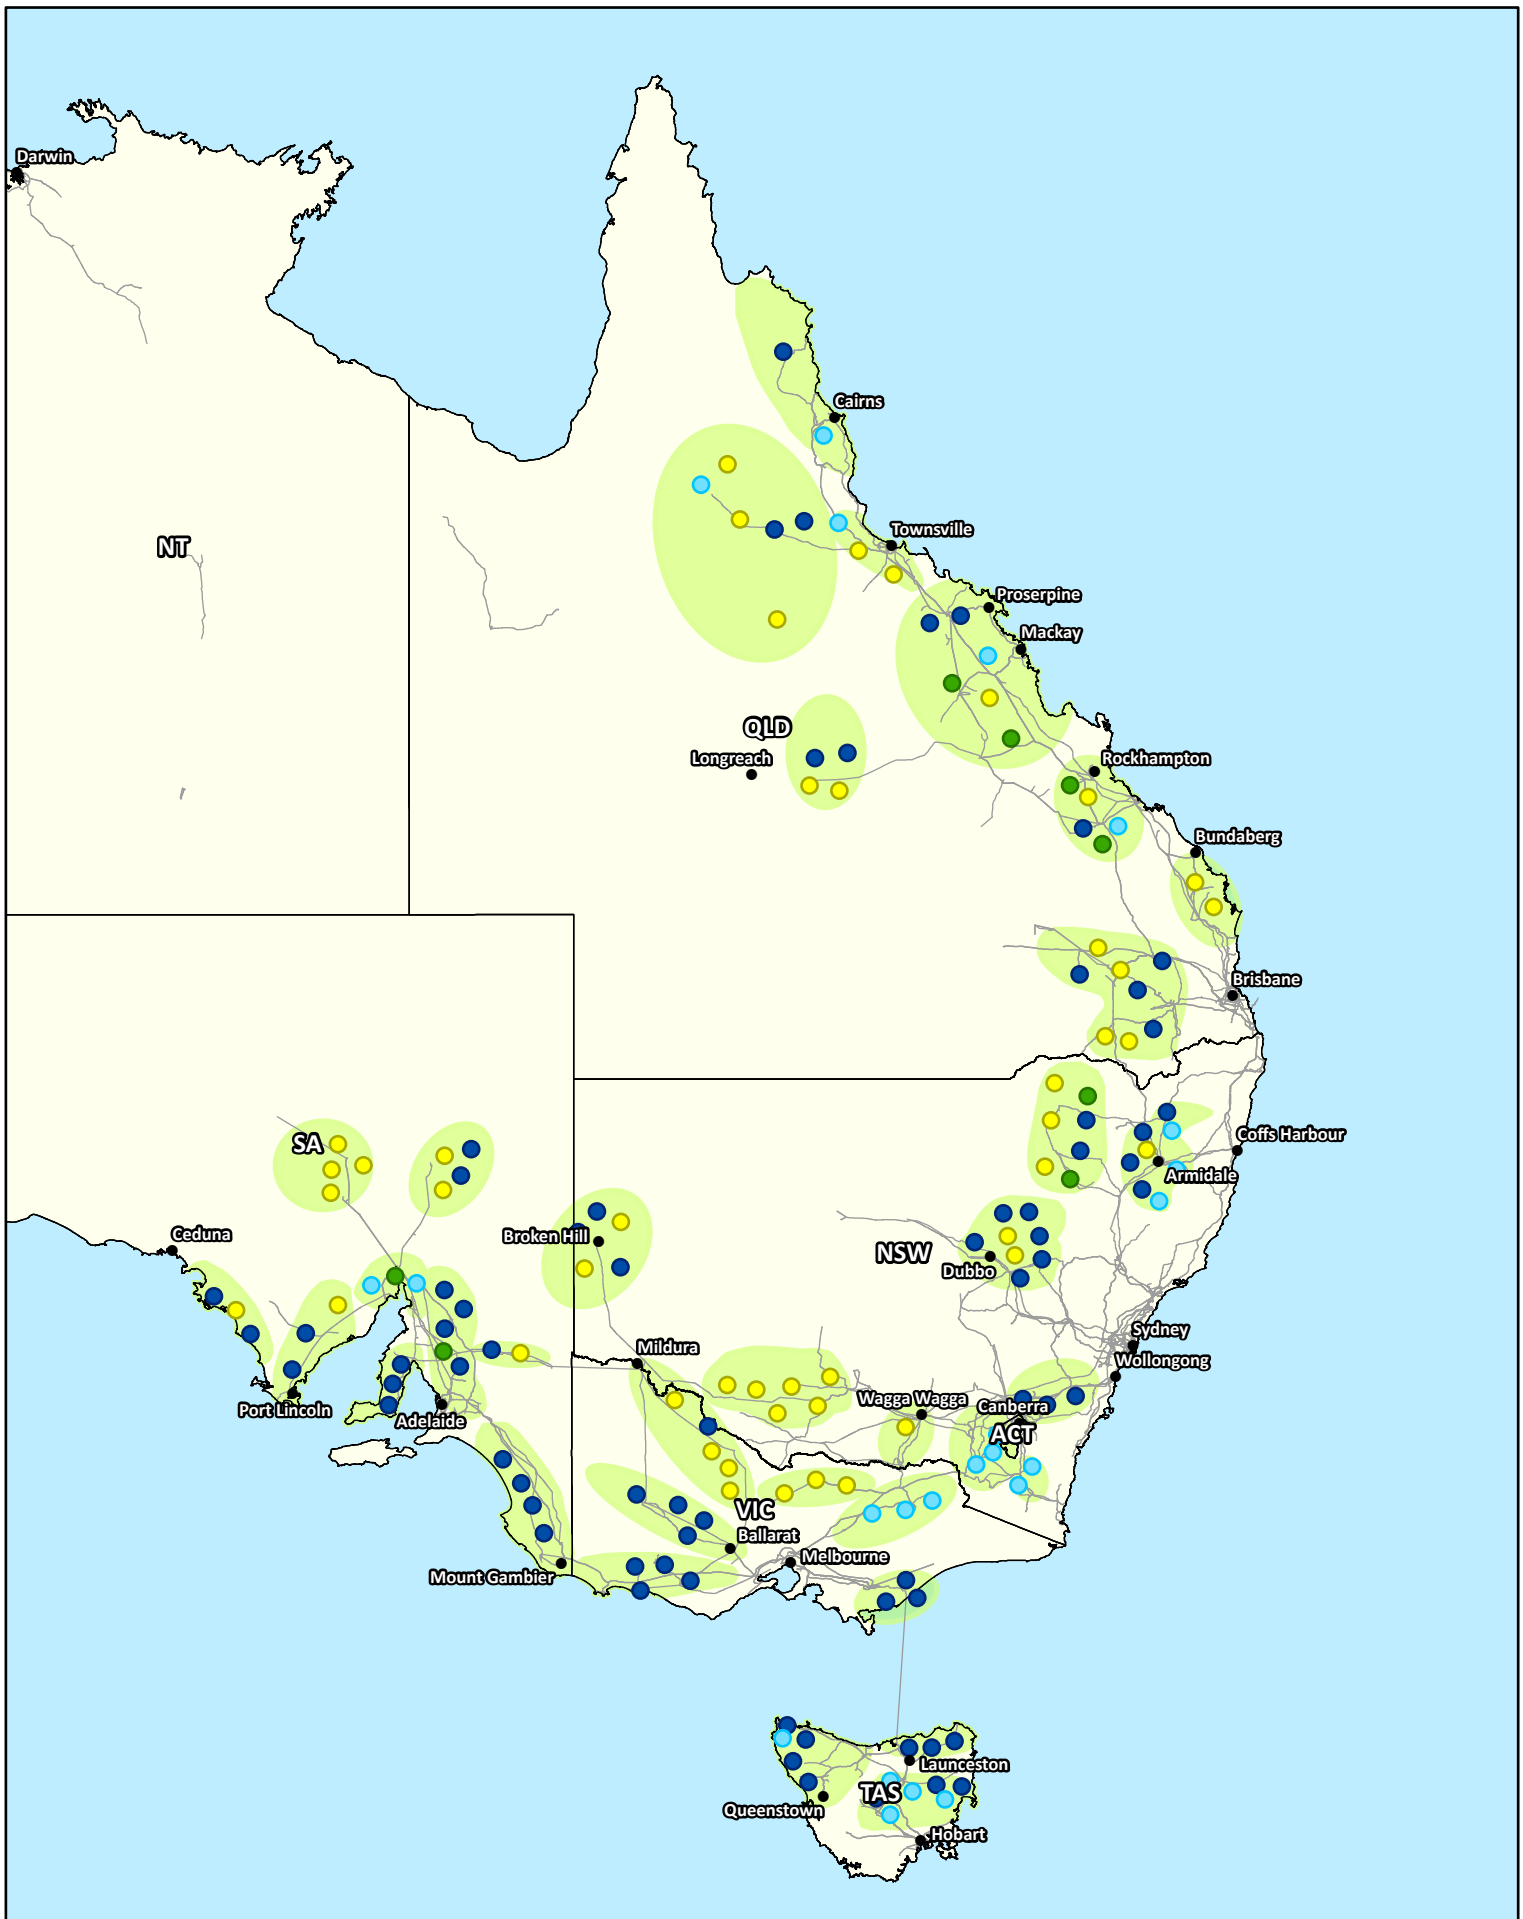 Darwin
Cairns
Townsville
NT
Proserpine
Mackay
QLD
Longreach
Rockhampton
Bundaberg
Brisbane
SA
Coffs Harbour
Armidale
Ceduna
Broken Hill
NSW
Dubbo
Sydney
Mildura
Wollongong
Wagga Wagga
Canberra
Port Lincoln
Adelaide
ACT
VIC
Ballarat
Melbourne
Mount Gambier
Launceston
TAS
Queenstown
Hobart